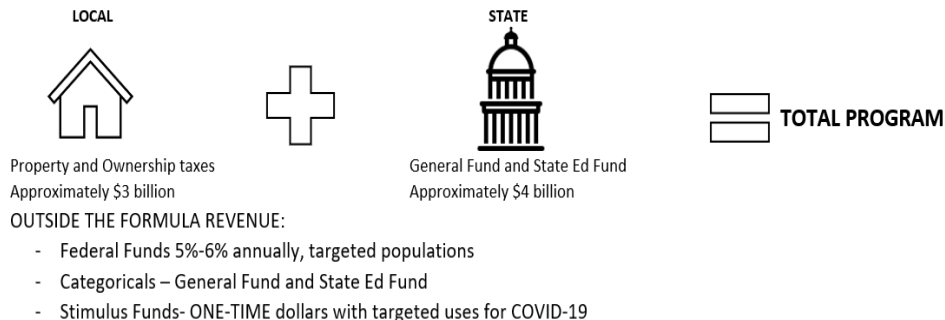 LOCAL
STATE
TOTAL PROGRAM
Property and Ownership taxes
Approximately $3 billion
General Fund and State Ed Fund
Approximately $4 billion
OUTSIDE THE FORMULA REVENUE:
- Federal Funds 5%-6% annually, targeted populations
- Categoricals – General Fund and State Ed Fund
- Stimulus Funds- ONE-TIME dollars with targeted uses for COVID-19